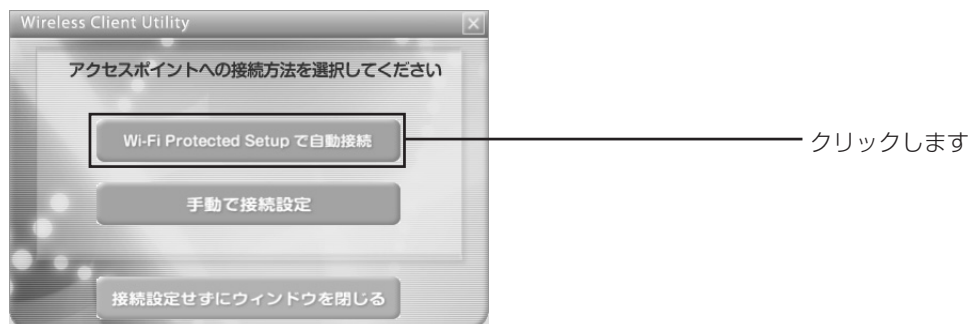 Wireless Client Utility
アクセスポイントへの接続方法を選択してください
Wi-Fi Protected Setup で自動接続
クリックします
手動で接続設定
接続設定せずにウィンドウを閉じる